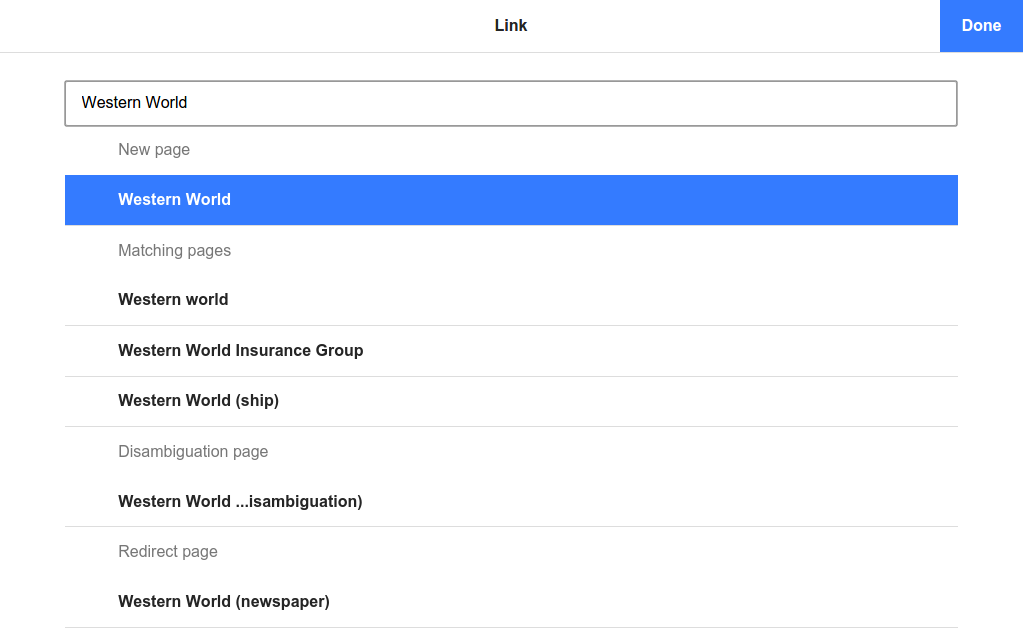 Link
Done
Western World
New page
Western World
Matching pages
Western world
Western World Insurance Group
Western World (ship)
Disambiguation page
Western World ...isambiguation)
Redirect page
Western World (newspaper)